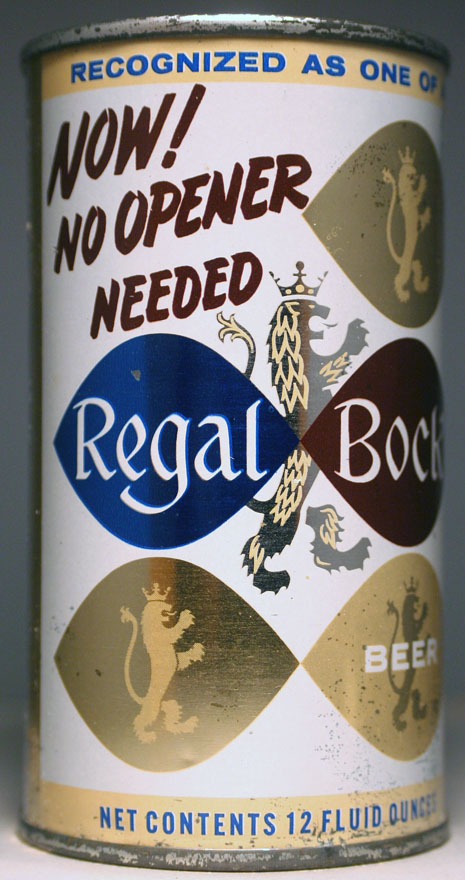 RECOGNIZED AS ONE OF
NOW!
NO OPENER
NEEDED
Regal Bock
BEER
NET CONTENTS 12 FLUID OUNCES